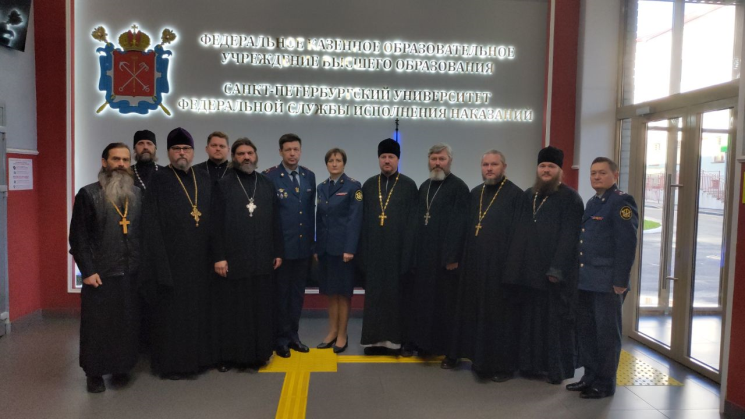 ФЕДЕРАЛЬНОЕ КАЗЕННОЕ ОБРАЗОВАТЕЛЬНОЕ
УЧРЕЖДЕНИЕ ВЫСШЕГО ОБРАЗОВАНИЯ
САНКТ-ПЕТЕРБУРГСКИЙ УНИВЕРСИТЕТ
ФЕДЕРАЛЬНОЙ СЛУЖБЫ ИСПОЛНЕНИЯ НАКАЗАНИЙ